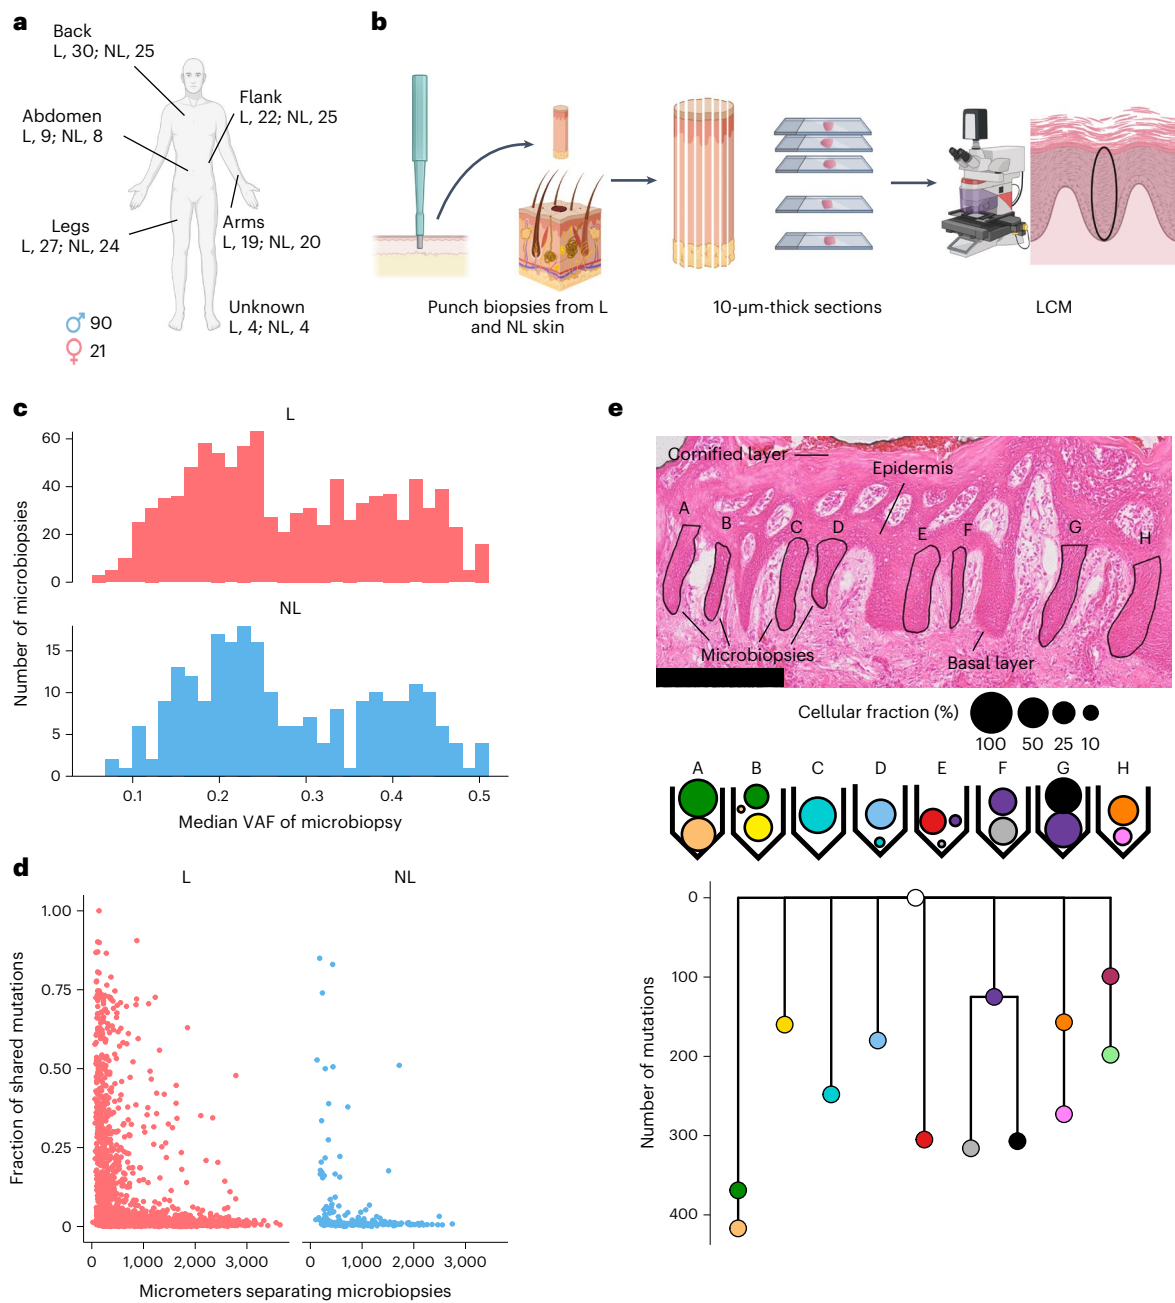 a
Back
L, 30; NL, 25
Abdomen
L, 9; NL, 8
Flank
L, 22; NL, 25
Legs
L, 27; NL, 24
Arms
L, 19; NL, 20
Unknown
L, 4; NL, 4
♂ 90
♀ 21
b
Punch biopsies from L
and NL skin
10-µm-thick sections
LCM
c
L
60
40
20
0
NL
15
10
5
0
Number of microbiopsies
0.1 0.2 0.3 0.4 0.5
Median VAF of microbiopsy
d
L NL
1.00
0.75
0.50
0.25
0
Fraction of shared mutations
0 1,000 2,000 3,000 0 1,000 2,000 3,000
Micrometers separating microbiopsies
e
Cornified layer
Epidermis
A B C D E F G H
Microbiopsies
Basal layer
Cellular fraction (%)
100 50 25 10
A B C D E F G H
0
100
200
300
400
Number of mutations